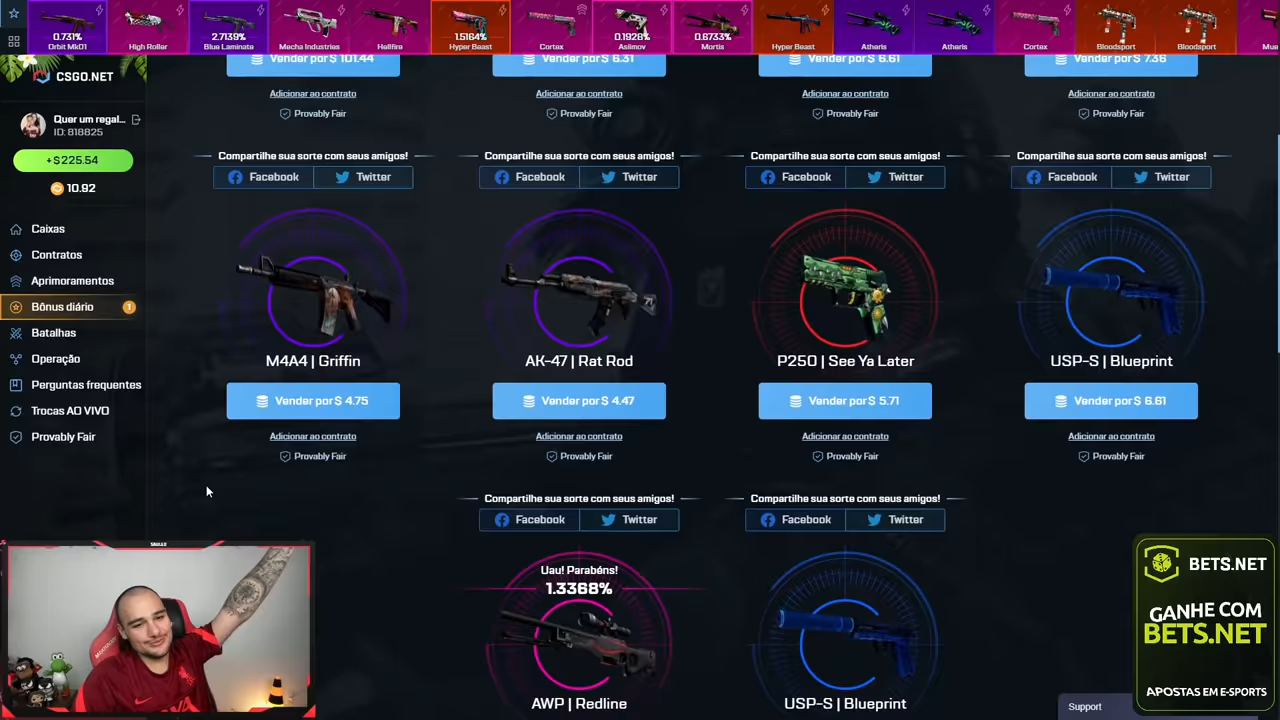 0.731%
Orbit Mk01
High Roller
2.7139%
Blue Laminate
Mecha Industries
Hellfire
1.5164%
Hyper Beast
Cortex
0.1928%
Asiimov
0.6733%
Mortis
Hyper Beast
Atheris
Atheris
Cortex
Bloodsport
Bloodsport
CSGO.NET
Quer um regal...
ID: 818825
+$225.54
10.92
Caixas
Contratos
Aprimoramentos
Bônus diário 1
Batalhas
Operação
Perguntas frequentes
Trocas AO VIVO
Provably Fair
Vender por $ 101.44
Vender por $ 6.31
Vender por $ 6.61
Vender por $ 7.36
Adicionar ao contrato
Adicionar ao contrato
Adicionar ao contrato
Adicionar ao contrato
Provably Fair
Provably Fair
Provably Fair
Provably Fair
Compartilhe sua sorte com seus amigos!
Compartilhe sua sorte com seus amigos!
Compartilhe sua sorte com seus amigos!
Compartilhe sua sorte com seus amigos!
Facebook Twitter
Facebook Twitter
Facebook Twitter
Facebook Twitter
M4A4 | Griffin
AK-47 | Rat Rod
P250 | See Ya Later
USP-S | Blueprint
Vender por $ 4.75
Vender por $ 4.47
Vender por $ 5.71
Vender por $ 6.61
Adicionar ao contrato
Adicionar ao contrato
Adicionar ao contrato
Adicionar ao contrato
Provably Fair
Provably Fair
Provably Fair
Provably Fair
Compartilhe sua sorte com seus amigos!
Compartilhe sua sorte com seus amigos!
Facebook Twitter
Facebook Twitter
Uau! Parabéns!
1.3368%
AWP | Redline
USP-S | Blueprint
BETS.NET
GANHE COM
BETS.NET
APOSTAS EM E-SPORTS
Support